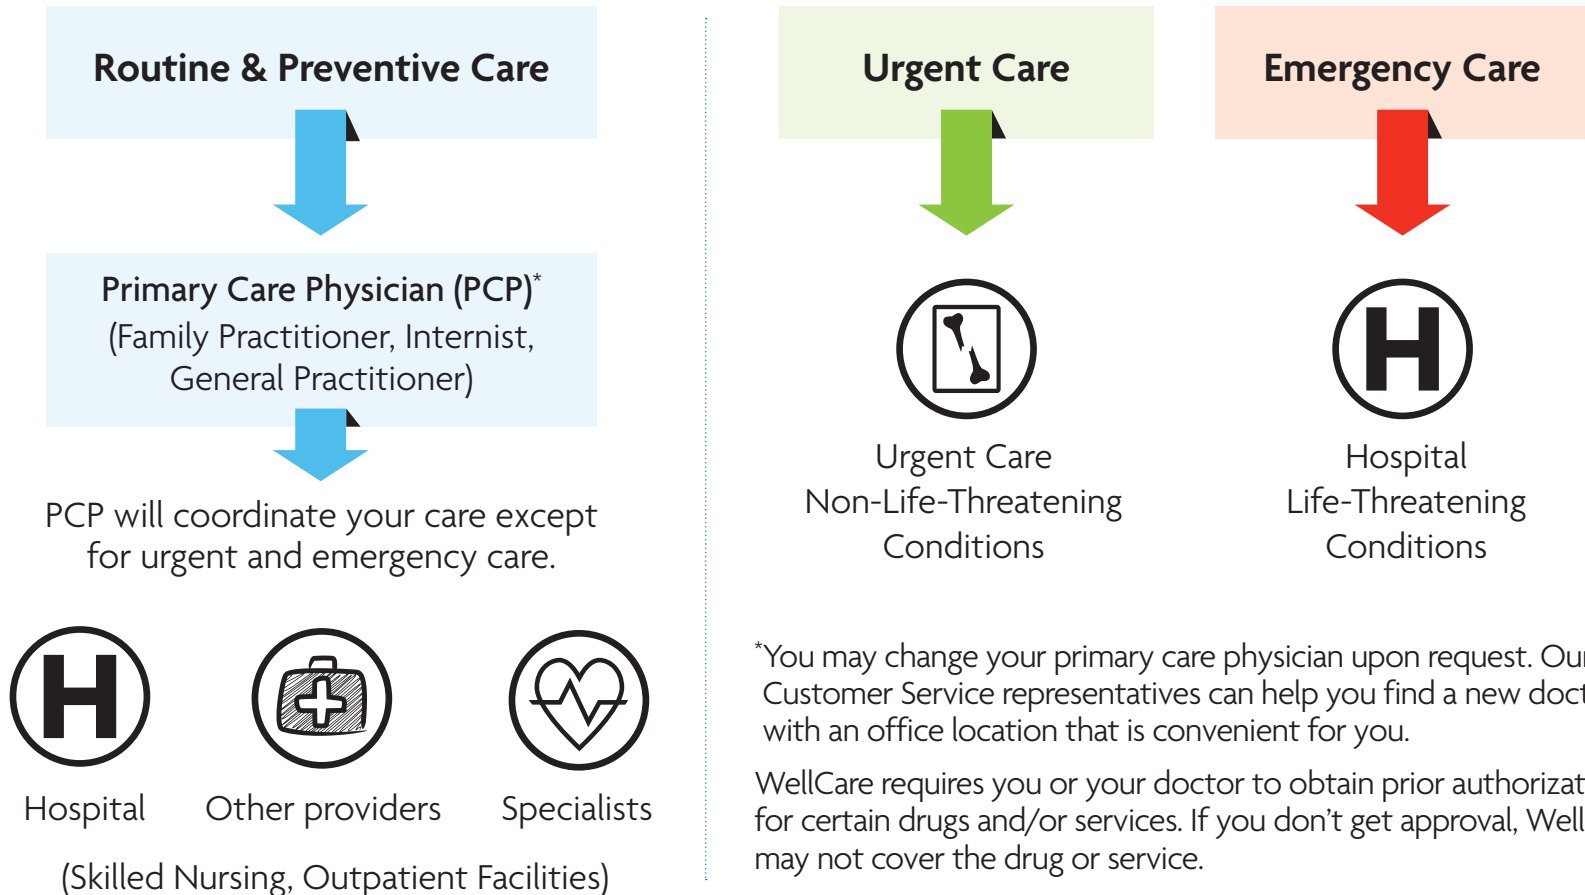 Routine & Preventive Care
Primary Care Physician (PCP)*
(Family Practitioner, Internist,
General Practitioner)
PCP will coordinate your care except
for urgent and emergency care.
H
Hospital
Other providers
Specialists
(Skilled Nursing, Outpatient Facilities)
Urgent Care
Urgent Care
Non-Life-Threatening
Conditions
Emergency Care
H
Hospital
Life-Threatening
Conditions
*You may change your primary care physician upon request. Our
Customer Service representatives can help you find a new doct
with an office location that is convenient for you.
WellCare requires you or your doctor to obtain prior authorizat
for certain drugs and/or services. If you don’t get approval, Well
may not cover the drug or service.